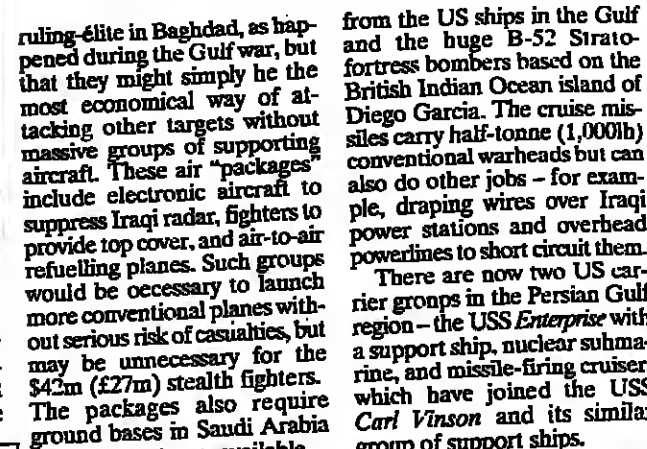 ruling-élite in Baghdad, as hap-
pened during the Gulf war, but
that they might simply he the
most economical way of at-
tacking other targets without
massive groups of supporting
aircraft. These air "packages"
include electronic aircraft to
suppress Iraqi radar, fighters to
provide top cover, and air-to-air
refuelling planes. Such groups
would be oecessary to launch
more conventional planes with-
out serious risk of casualties, but
may be unnecessary for the
$42m (£27m) stealth fighters.
The packages also require
ground bases in Saudi Arabia
available
from the US ships in the Gulf
and the huge B-52 Strato-
fortress bombers based on the
British Indian Ocean island of
Diego Garcia. The cruise mis-
siles carry half-tonne (1,000lb)
conventional warheads but can
also do other jobs – for exam-
ple, draping wires over Iraqi
power stations and overhead
powerlines to short circuit them.
There are now two US car-
rier gronps in the Persian Gulf
region – the USS Enterprise with
a support ship, nuclear suhma-
rine, and missile-firing cruiser
which have joined the USS
Carl Vinson and its similar
group of support ships.